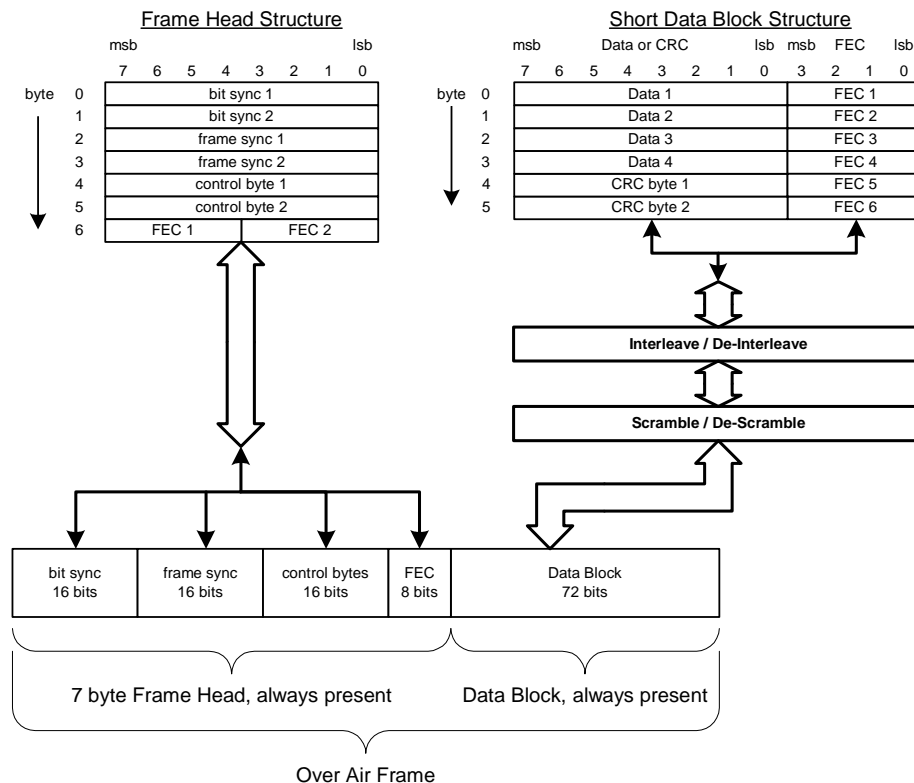 Frame Head Structure
msb lsb
7 6 5 4 3 2 1 0
byte 0 bit sync 1
1 bit sync 2
2 frame sync 1
3 frame sync 2
4 control byte 1
5 control byte 2
6 FEC 1 FEC 2
Short Data Block Structure
msb Data or CRC lsb msb FEC lsb
7 6 5 4 3 2 1 0 3 2 1 0
byte 0 Data 1 FEC 1
1 Data 2 FEC 2
2 Data 3 FEC 3
3 Data 4 FEC 4
4 CRC byte 1 FEC 5
5 CRC byte 2 FEC 6
Interleave / De-Interleave
Scramble / De-Scramble
bit sync frame sync control bytes FEC Data Block
16 bits 16 bits 16 bits 8 bits 72 bits
7 byte Frame Head, always present Data Block, always present
Over Air Frame